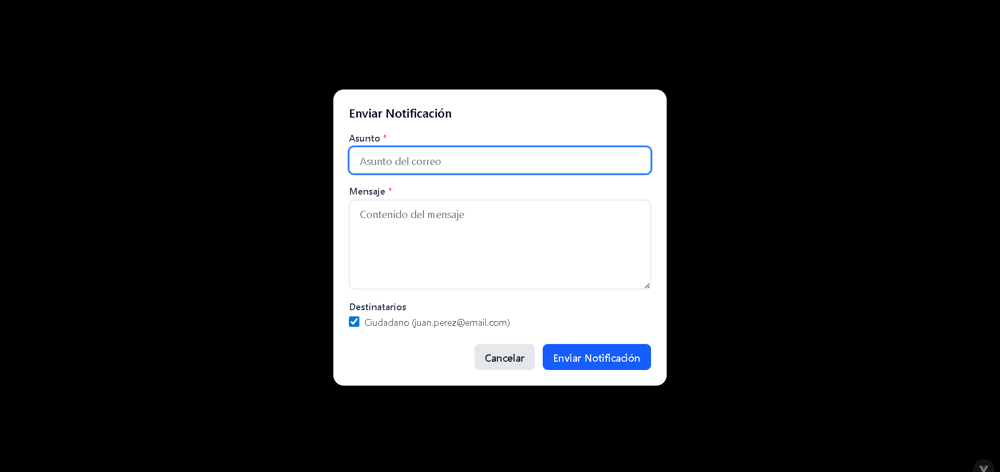 Enviar Notificación
Asunto *
Asunto del correo
Mensaje *
Contenido del mensaje
Destinatarios
Ciudadano (juan.perez@email.com)
Cancelar
Enviar Notificación